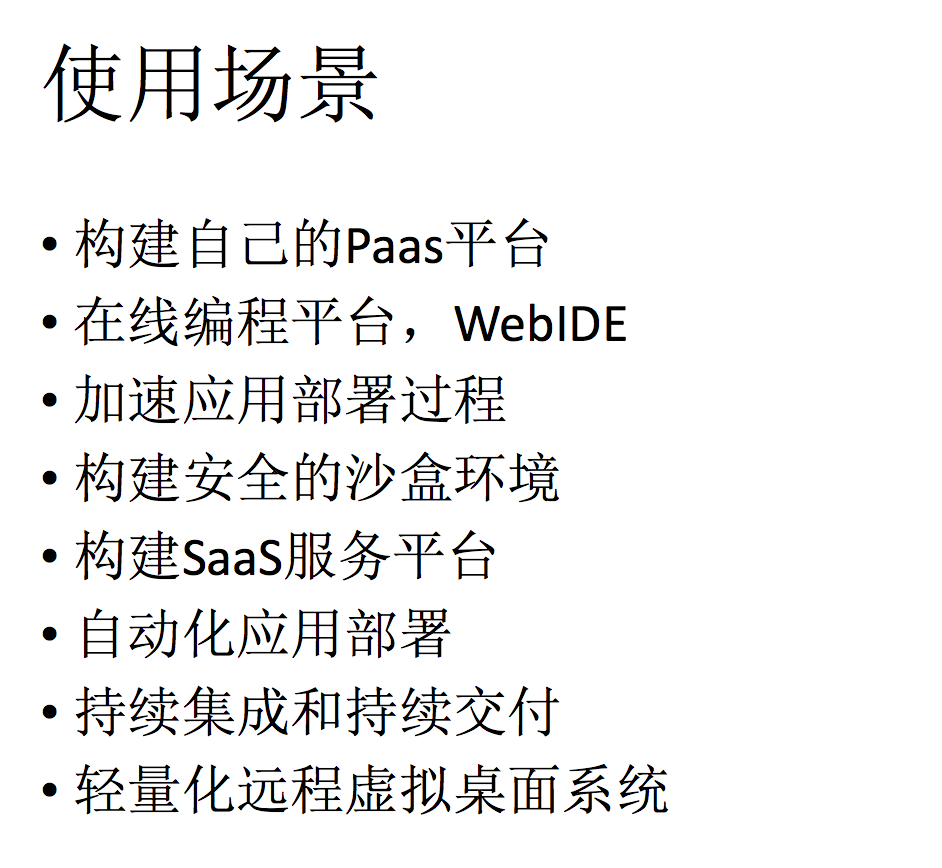 使用场景
• 构建自己的Paas平台
• 在线编程平台，WebIDE
• 加速应用部署过程
• 构建安全的沙盒环境
• 构建SaaS服务平台
• 自动化应用部署
• 持续集成和持续交付
• 轻量化远程虚拟桌面系统